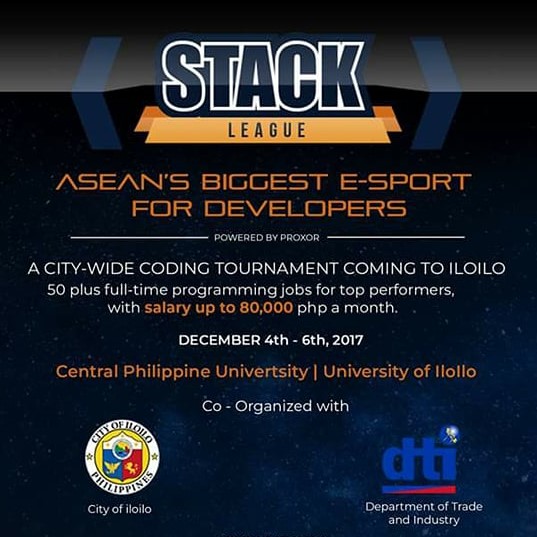 STACK
LEAGUE
ASEAN'S BIGGEST E-SPORT
FOR DEVELOPERS
POWERED BY PROXOR
A CITY-WIDE CODING TOURNAMENT COMING TO ILOILO
50 plus full-time programming jobs for top performers,
with salary up to 80,000 php a month.
DECEMBER 4th - 6th, 2017
Central Philippine Univertsity | University of IloIlo
Co - Organized with
CITY OF ILOILO
PHILIPPINES
dti
City of iloilo
Department of Trade
and Industry